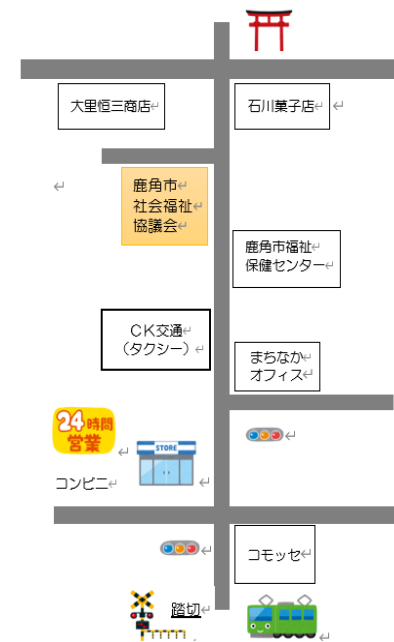 大里恒三商店
石川菓子店
鹿角市
社会福祉
協議会
鹿角市福祉
保健センター
CK交通
(タクシー)
まちなか
オフィス
24時間
営業
STORE
コンビニ
コモッセ
踏切